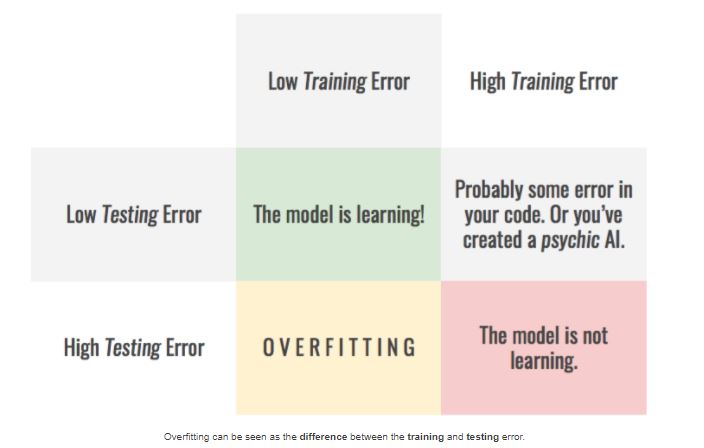 Low Training Error
High Training Error
Low Testing Error
The model is learning!
Probably some error in
your code. Or you've
created a psychic AI.
High Testing Error
OVERFITTING
The model is not
learning.
Overfitting can be seen as the difference between the training and testing error.